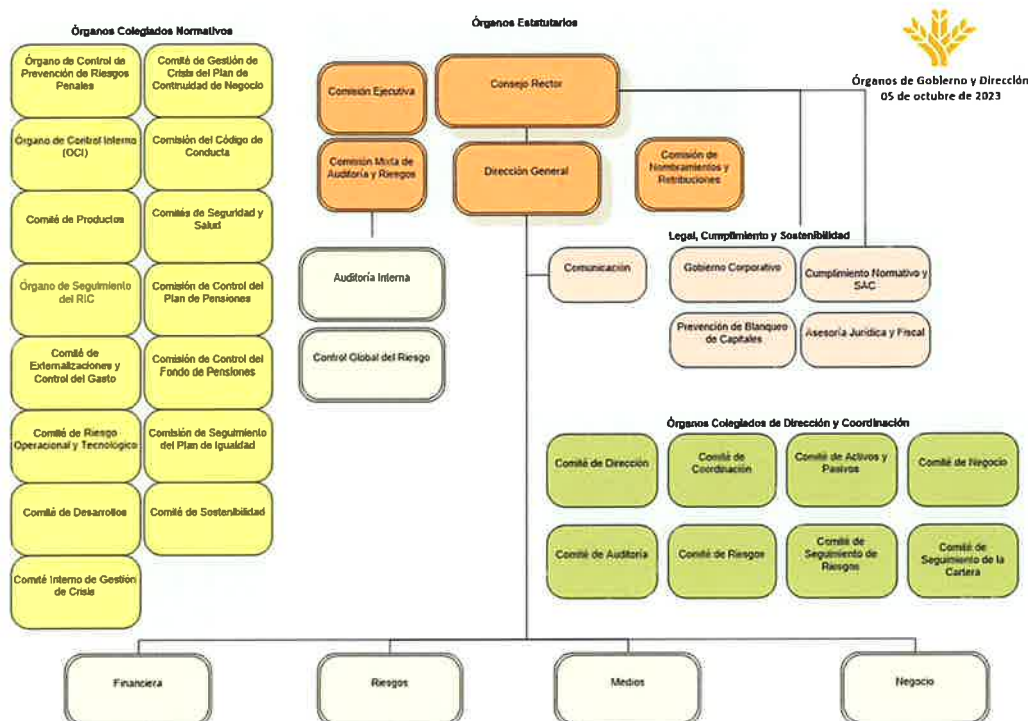 Órganos Colegiados Normativos
Órgano de Control de
Prevención de Riesgos
Penales
Comité de Gestión de
Crisis del Plan de
Continuidad de Negocio
Órgano de Control Interno
(OCI)
Comisión del Código de
Conducta
Comité de Productos
Comités de Seguridad y
Salud
Órgano de Seguimiento
del RIC
Comisión de Control del
Plan de Pensiones
Comité de
Externalizaciones y
Control del Gasto
Comisión de Control del
Fondo de Pensiones
Comité de Riesgo
Operacional y Tecnológico
Comisión de Seguimiento
del Plan de Igualdad
Comité de Desarrollos
Comité de Sostenibilidad
Comité Interno de Gestión
de Crisis
Órganos Estatutarios
Comisión Ejecutiva
Consejo Rector
Comisión Mixta de
Auditoría y Riesgos
Dirección General
Comisión de
Nombramientos y
Retribuciones
Auditoría Interna
Control Global del Riesgo
Comunicación
Órganos de Gobierno y Dirección
05 de octubre de 2023
Legal, Cumplimiento y Sostenibilidad
Gobierno Corporativo
Cumplimiento Normativo y
SAC
Prevención de Blanqueo
de Capitales
Asesoría Jurídica y Fiscal
Órganos Colegiados de Dirección y Coordinación
Comité de Dirección
Comité de
Coordinación
Comité de Activos y
Pasivos
Comité de Negocio
Comité de Auditoría
Comité de Riesgos
Comité de
Seguimiento de
Riesgos
Comité de
Seguimiento de la
Cartera
Financiera
Riesgos
Medios
Negocio